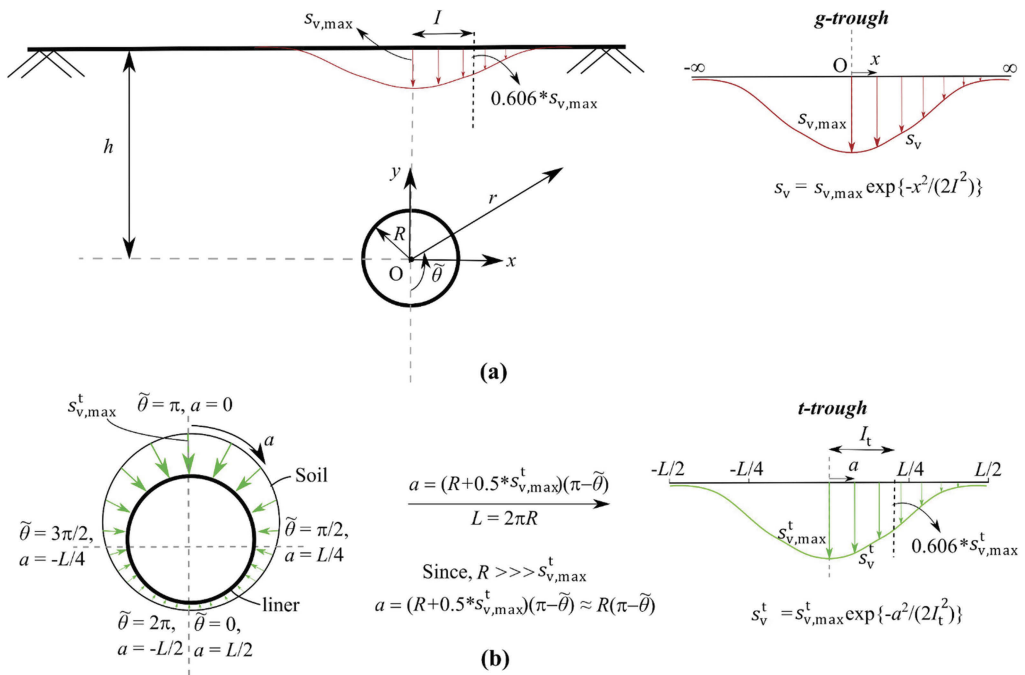 s_v,max
I
g-trough
-∞
O
x
∞
0.606*s_v,max
h
s_v,max
s_v
y
r
R
s_v = s_v,max exp{-x²/(2I²)}
O
x
θ̃
(a)
s^t_v,max
θ̃ = π, a = 0
t-trough
a
I_t
Soil
-L/2
-L/4
a
L/4
L/2
a = (R+0.5*s^t_v,max)(π-θ̃)
L = 2πR
θ̃ = 3π/2,
a = -L/4
θ̃ = π/2,
a = L/4
s^t_v,max
s^t_v
0.606*s^t_v,max
Since, R >>> s^t_v,max
liner
a = (R+0.5*s^t_v,max)(π-θ̃) ≈ R(π-θ̃)
θ̃ = 2π,
a = -L/2
θ̃ = 0,
a = L/2
s^t_v = s^t_v,max exp{-a²/(2I_t²)}
(b)